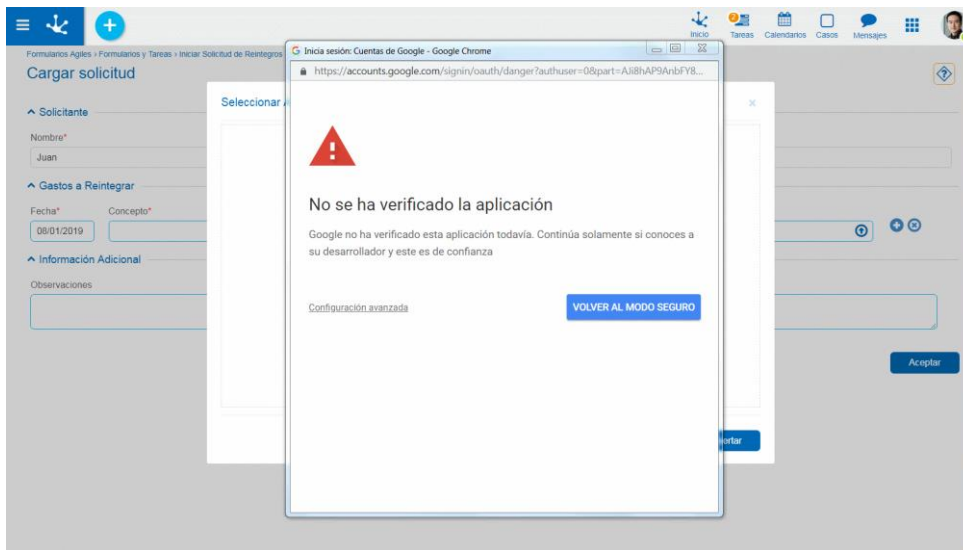 Inicio
2
Tareas
Calendarios
Casos
Mensajes
Formularios Agiles › Formularios y Tareas › Iniciar Solicitud de Reintegros
Cargar solicitud
Solicitante
Nombre*
Juan
Gastos a Reintegrar
Fecha*
Concepto*
08/01/2019
Información Adicional
Observaciones
Aceptar
Seleccionar
Inicia sesión: Cuentas de Google - Google Chrome
https://accounts.google.com/signin/oauth/danger?authuser=0&part=AJi8hAP9AnbFY8...
No se ha verificado la aplicación
Google no ha verificado esta aplicación todavía. Continúa solamente si conoces a
su desarrollador y este es de confianza
Configuración avanzada
VOLVER AL MODO SEGURO
ortar